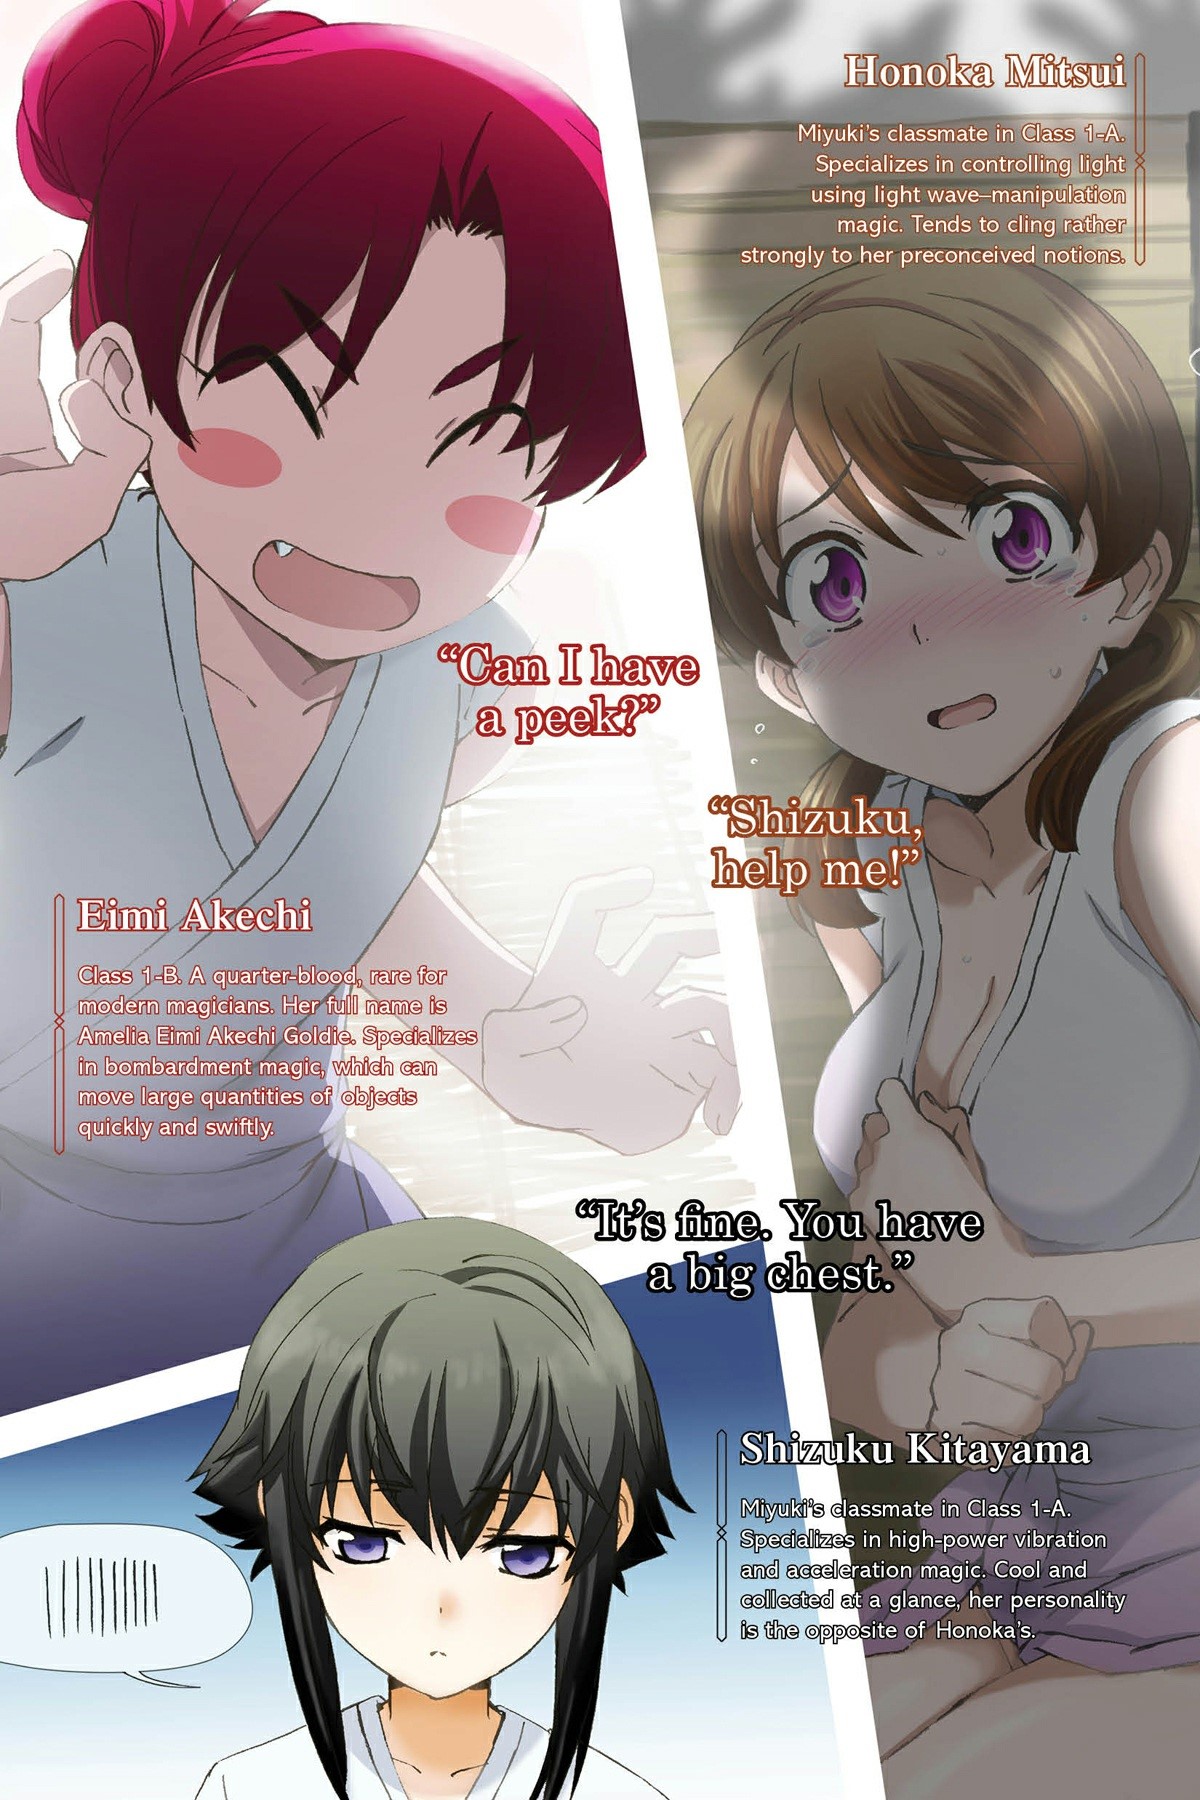 Honoka Mitsui
Miyuki's classmate in Class 1-A.
Specializes in controlling light
using light wave–manipulation
magic. Tends to cling rather
strongly to her preconceived notions.
“Can I have
a peek?”
“Shizuku,
help me!”
Eimi Akechi
Class 1-B. A quarter-blood, rare for
modern magicians. Her full name is
Amelia Eimi Akechi Goldie. Specializes
in bombardment magic, which can
move large quantities of objects
quickly and swiftly.
“It’s fine. You have
a big chest.”
Shizuku Kitayama
Miyuki’s classmate in Class 1-A.
Specializes in high-power vibration
and acceleration magic. Cool and
collected at a glance, her personality
is the opposite of Honoka’s.